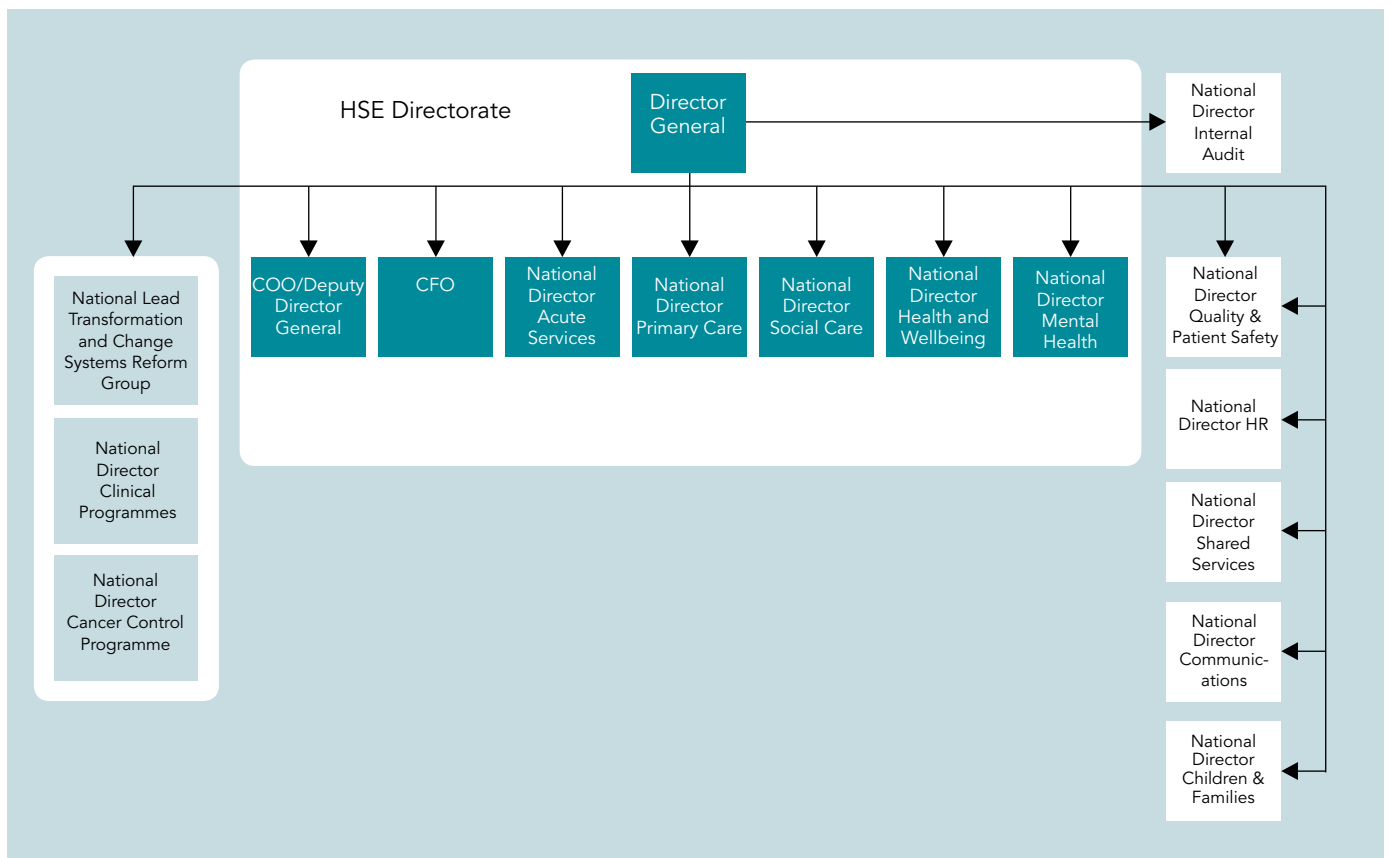 HSE Directorate
Director
General
National
Director
Internal
Audit
National Lead
Transformation
and Change
Systems Reform
Group
National
Director
Clinical
Programmes
National
Director
Cancer Control
Programme
COO/Deputy
Director
General
CFO
National
Director
Acute
Services
National
Director
Primary Care
National
Director
Social Care
National
Director
Health and
Wellbeing
National
Director
Mental
Health
National
Director
Quality &
Patient Safety
National
Director HR
National
Director
Shared
Services
National
Director
Communic-
ations
National
Director
Children &
Families